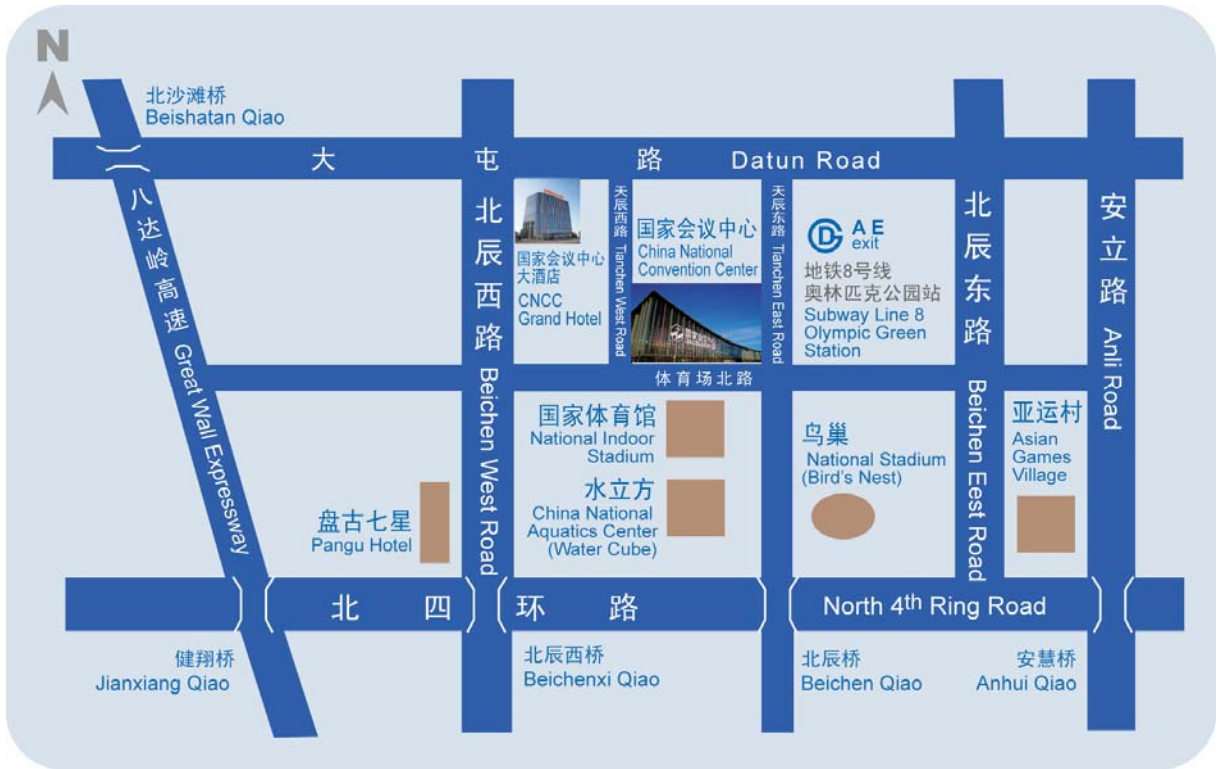 N
北沙滩桥
Beishatan Qiao
大屯路 Datun Road
八达岭高速 Great Wall Expressway
北辰西路 Beichen West Road
国家会议中心
大酒店
CNCC
Grand Hotel
天辰西路 Tianchen West Road
国家会议中心
China National
Convention Center
天辰东路 Tianchen East Road
A E
exit
地铁8号线
奥林匹克公园站
Subway Line 8
Olympic Green
Station
北辰东路 Beichen Eest Road
安立路 Anli Road
体育场北路
国家体育馆
National Indoor
Stadium
水立方
China National
Aquatics Center
(Water Cube)
鸟巢
National Stadium
(Bird's Nest)
亚运村
Asian
Games
Village
盘古七星
Pangu Hotel
北四环路 North 4th Ring Road
健翔桥
Jianxiang Qiao
北辰西桥
Beichenxi Qiao
北辰桥
Beichen Qiao
安慧桥
Anhui Qiao